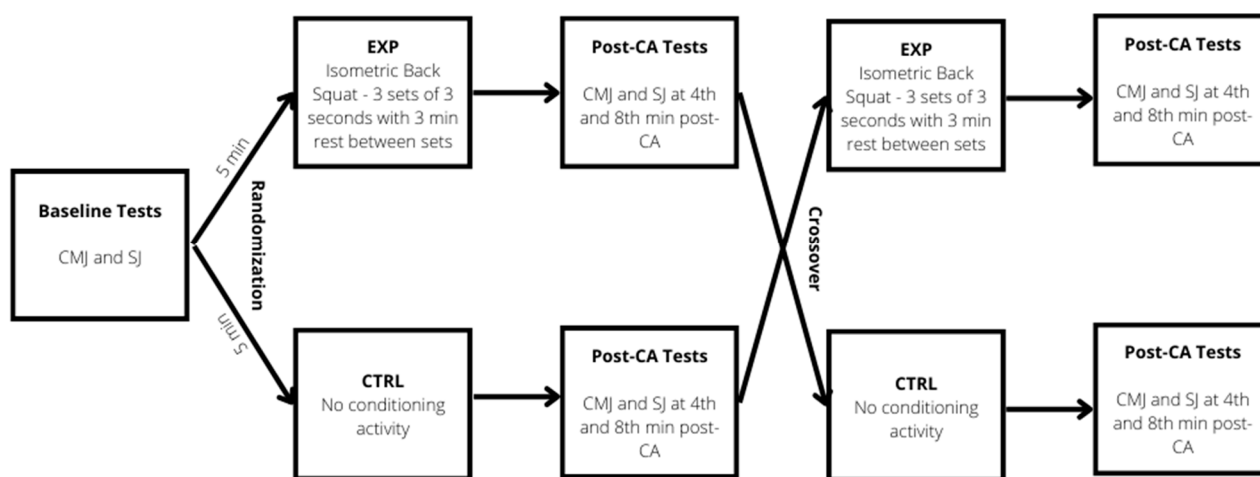 Baseline Tests
CMJ and SJ
5 min
Randomization
5 min
EXP
Isometric Back
Squat - 3 sets of 3
seconds with 3 min
rest between sets
Post-CA Tests
CMJ and SJ at 4th
and 8th min post-
CA
CTRL
No conditioning
activity
Post-CA Tests
CMJ and SJ at 4th
and 8th min post-
CA
Crossover
EXP
Isometric Back
Squat - 3 sets of 3
seconds with 3 min
rest between sets
Post-CA Tests
CMJ and SJ at 4th
and 8th min post-
CA
CTRL
No conditioning
activity
Post-CA Tests
CMJ and SJ at 4th
and 8th min post-
CA